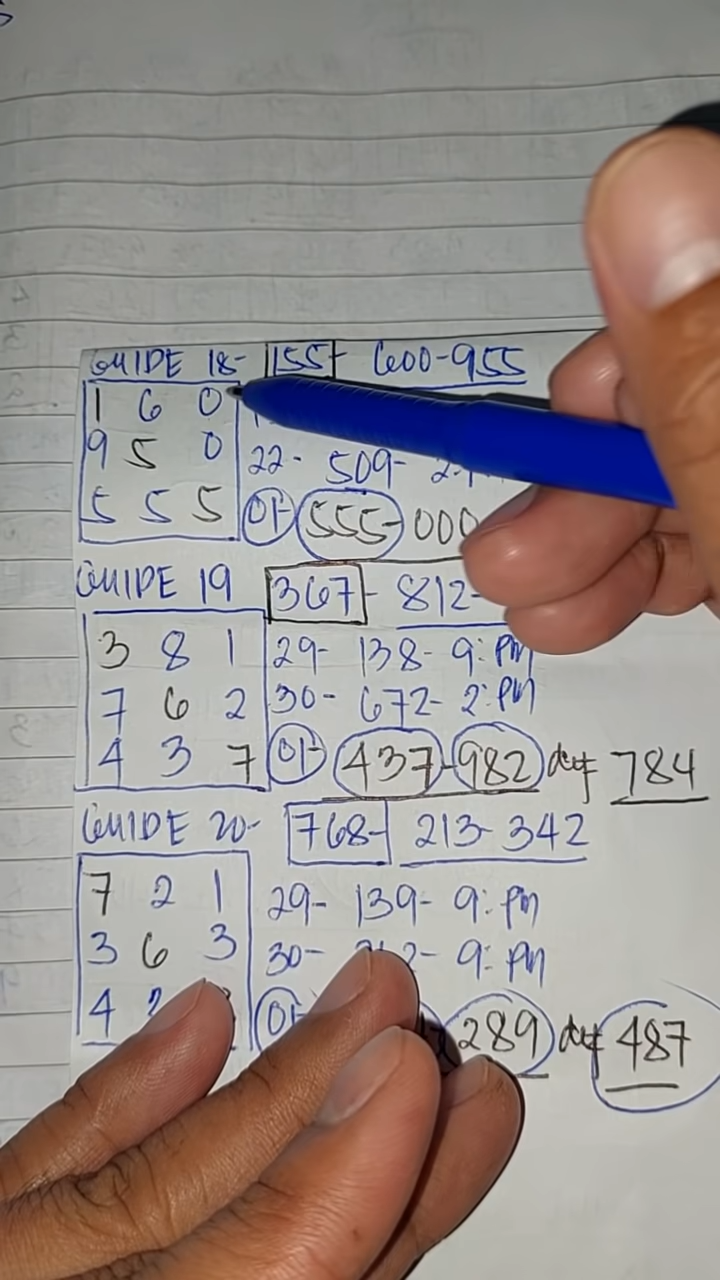 GUIDE 18- 155- 600-955
1 6 0
9 5 0 22- 509-
5 5 5 01- 555- 000
GUIDE 19 367- 812-
3 8 1 29- 138- 9:PM
7 6 2 30- 672- 2:PM
4 3 7 01- 437-982 def 784
GUIDE 20- 768- 213-342
7 2 1 29- 139- 9:PM
3 6 3 30- 9:PM
4 01- 289 def 487